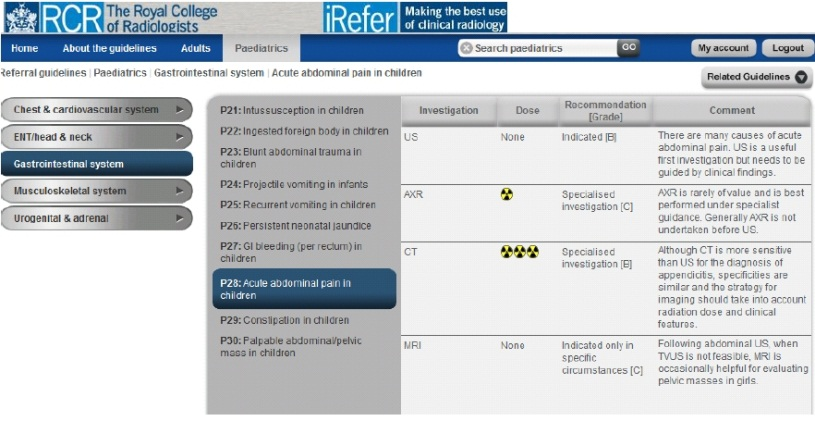 RCR The Royal College
of Radiologists
iRefer Making the best use
of clinical radiology
Home About the guidelines Adults Paediatrics Search paediatrics GO My account Logout
Referral guidelines | Paediatrics | Gastrointestinal system | Acute abdominal pain in children
Related Guidelines
Chest & cardiovascular system
ENT/head & neck
Gastrointestinal system
Musculoskeletal system
Urogenital & adrenal
P21: Intussusception in children
P22: Ingested foreign body in children
P23: Blunt abdominal trauma in
children
P24: Projectile vomiting in infants
P25: Recurrent vomiting in children
P26: Persistent neonatal jaundice
P27: GI bleeding (per rectum) in
children
P28: Acute abdominal pain in
children
P29: Constipation in children
P30: Palpable abdominal/pelvic
mass in children
Investigation Dose Recommendation
[Grade] Comment
US None Indicated [B] There are many causes of acute
abdominal pain. US is a useful
first investigation but needs to be
guided by clinical findings.
AXR Specialised
investigation [C] AXR is rarely of value and is best
performed under specialist
guidance. Generally AXR is not
undertaken before US.
CT Specialised
investigation [B] Although CT is more sensitive
than US for the diagnosis of
appendicitis, specificities are
similar and the strategy for
imaging should take into account
radiation dose and clinical
features.
MRI None Indicated only in
specific
circumstances [C] Following abdominal US, when
TVUS is not feasible, MRI is
occasionally helpful for evaluating
pelvic masses in girls.